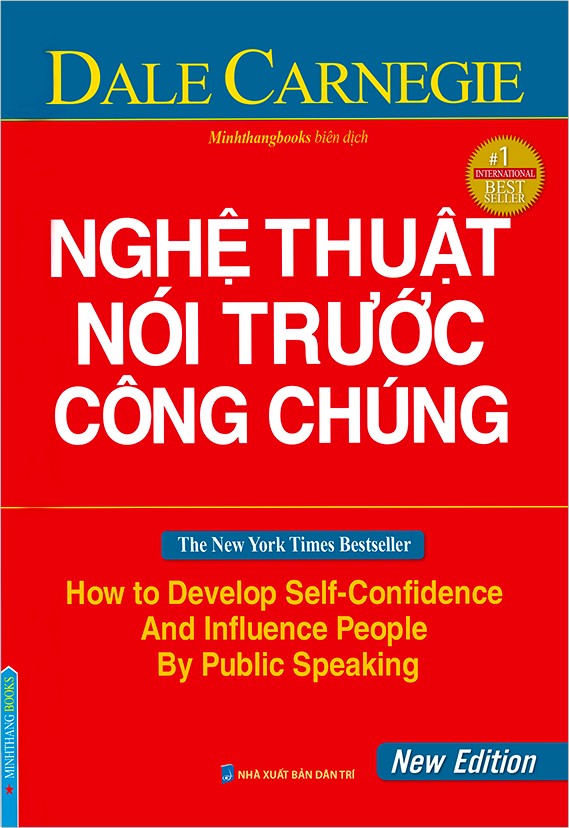 DALE CARNEGIE
Minhthangbooks biên dịch
#1
INTERNATIONAL
BEST
SELLER
NGHỆ THUẬT
NÓI TRƯỚC
CÔNG CHÚNG
The New York Times Bestseller
How to Develop Self-Confidence
And Influence People
By Public Speaking
MINHTHANG BOOKS
New Edition
NHÀ XUẤT BẢN DÂN TRÍ